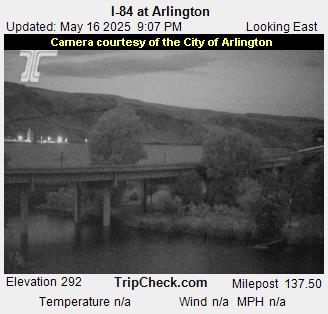 I-84 at Arlington
Updated: May 16 2025 9:07 PM Looking East
Camera courtesy of the City of Arlington
Elevation 292 TripCheck.com Milepost 137.50
Temperature n/a Wind n/a MPH n/a